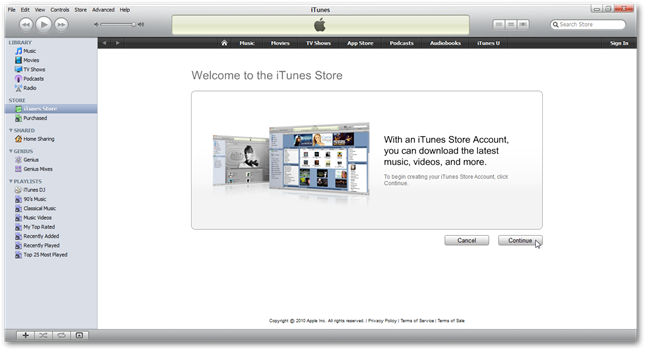 File Edit View Controls Store Advanced Help
iTunes
Search Store
LIBRARY
Music
Movies
TV Shows
Podcasts
Radio
STORE
iTunes Store
Purchased
SHARED
Home Sharing
GENIUS
Genius
Genius Mixes
PLAYLISTS
iTunes DJ
90's Music
Classical Music
Music Videos
My Top Rated
Recently Added
Recently Played
Top 25 Most Played
Music Movies TV Shows App Store Podcasts Audiobooks iTunes U Sign In
Welcome to the iTunes Store
With an iTunes Store Account,
you can download the latest
music, videos, and more.
To begin creating your iTunes Store Account, click
Continue.
Cancel Continue
Copyright © 2010 Apple Inc. All rights reserved. | Privacy Policy | Terms of Service | Terms of Sale